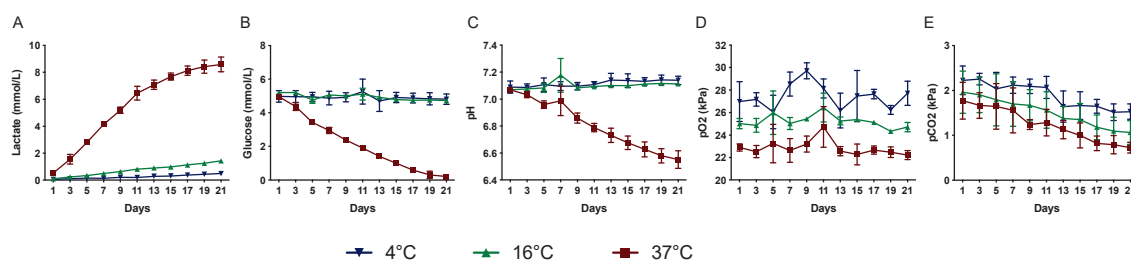 A
Lactate (mmol/L)
10
8
6
4
2
0
1 3 5 7 9 11 13 15 17 19 21
Days
B
Glucose (mmol/L)
8
6
4
2
0
1 3 5 7 9 11 13 15 17 19 21
Days
C
pH
7.4
7.2
7.0
6.8
6.6
6.4
1 3 5 7 9 11 13 15 17 19 21
Days
D
pO2 (kPa)
32
30
28
26
24
22
20
1 3 5 7 9 11 13 15 17 19 21
Days
E
pCO2 (kPa)
3
2
1
0
1 3 5 7 9 11 13 15 17 19 2
Days
4°C 16°C 37°C